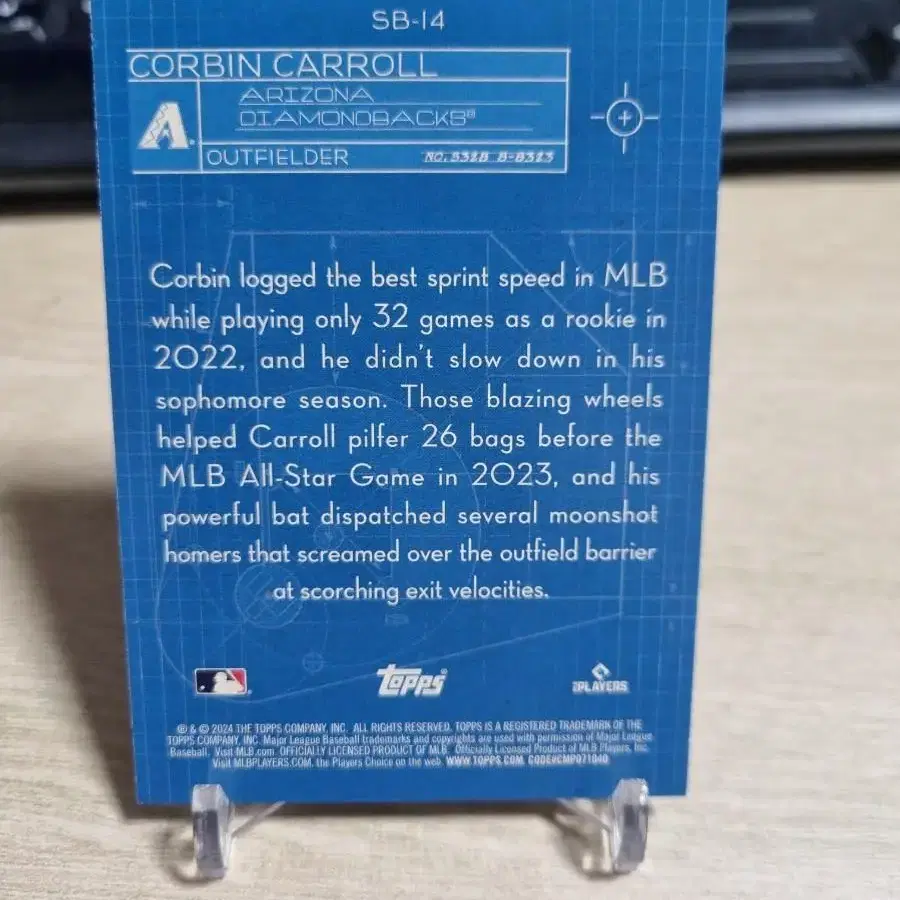 SB-14
CORBIN CARROLL
ARIZONA
DIAMONDBACKS®
OUTFIELDER
Corbin logged the best sprint speed in MLB
while playing only 32 games as a rookie in
2022, and he didn't slow down in his
sophomore season. Those blazing wheels
helped Carroll pilfer 26 bags before the
MLB All-Star Game in 2023, and his
powerful bat dispatched several moonshot
homers that screamed over the outfield barrier
at scorching exit velocities.
topps®
PLAYERS
® & © 2024 THE TOPPS COMPANY, INC. ALL RIGHTS RESERVED. TOPPS IS A REGISTERED TRADEMARK OF THE
TOPPS COMPANY, INC. Major League Baseball trademarks and copyrights are used with permission of Major League
Baseball. Visit MLB.com. OFFICIALLY LICENSED PRODUCT OF MLB. Officially Licensed Product of MLB Players, Inc.
Visit MLBPLAYERS.COM, the Players Choice on the web. WWW.TOPPS.COM CODE#CMP071040